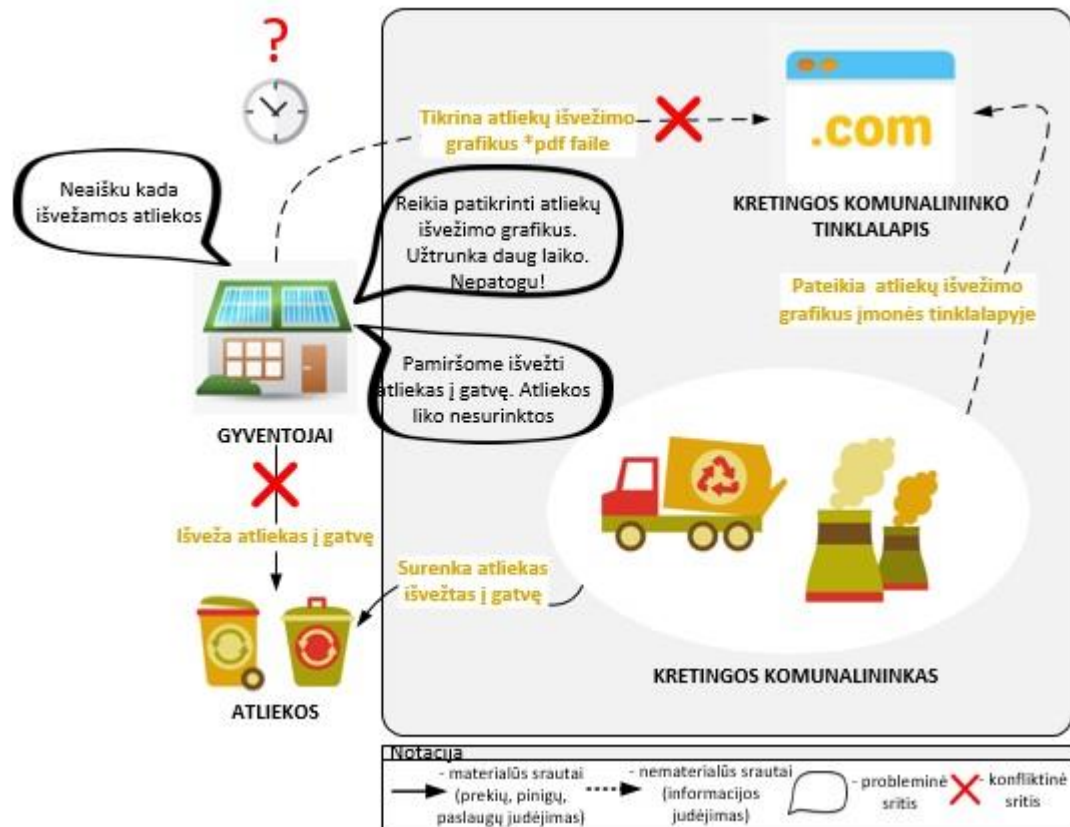 ?
Tikrina atliekų išvežimo
grafikus *pdf faile
.com
KRETINGOS KOMUNALININKO
TINKLALAPIS
Neaišku kada
išvežamos atliekos
Reikia patikrinti atliekų
išvežimo grafikus.
Užtrunka daug laiko.
Nepatogu!
Pateikia atliekų išvežimo
grafikus įmonės tinklalapyje
Pamiršome išvežti
atliekas į gatvę. Atliekos
liko nesurinktos
GYVENTOJAI
Išveža atliekas į gatvę
Surenka atliekas
išvežtas į gatvę
KRETINGOS KOMUNALININKAS
ATLIEKOS
Notacija
- materialūs srautai
(prekių, pinigų,
paslaugų judėjimas)
- nematerialūs srautai
(informacijos
judėjimas)
- probleminė
sritis
- konfliktinė
sritis